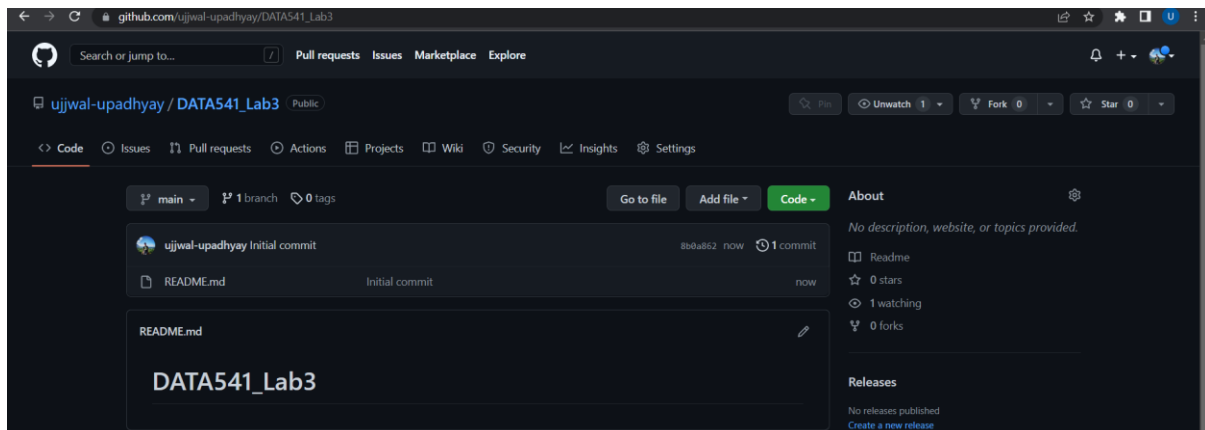 github.com/ujjwal-upadhyay/DATA541_Lab3
U
Search or jump to... / Pull requests Issues Marketplace Explore
ujjwal-upadhyay / DATA541_Lab3 Public
Pin Unwatch 1 Fork 0 Star 0
<> Code Issues Pull requests Actions Projects Wiki Security Insights Settings
main 1 branch 0 tags Go to file Add file Code
ujjwal-upadhyay Initial commit 8b0a862 now 1 commit
README.md Initial commit now
README.md
DATA541_Lab3
About
No description, website, or topics provided.
Readme
0 stars
1 watching
0 forks
Releases
No releases published
Create a new release